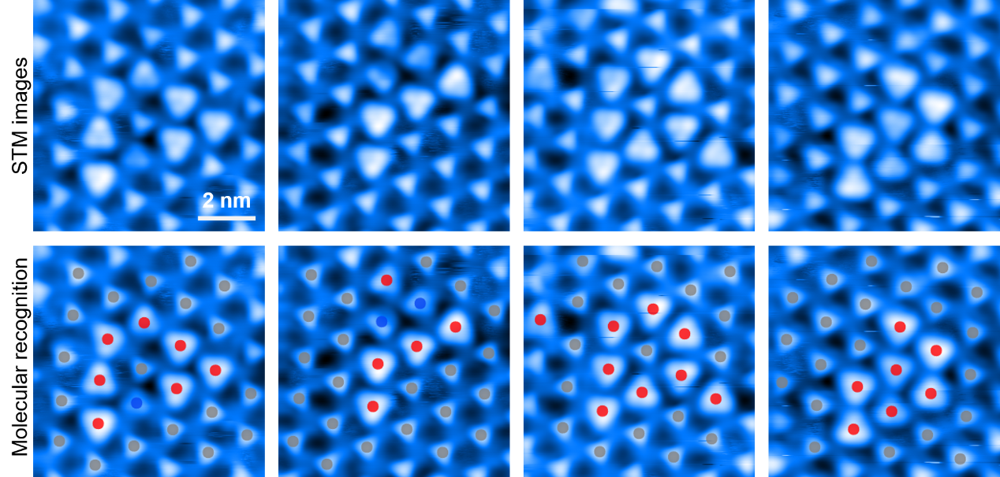 STM images
2 nm
Molecular recognition